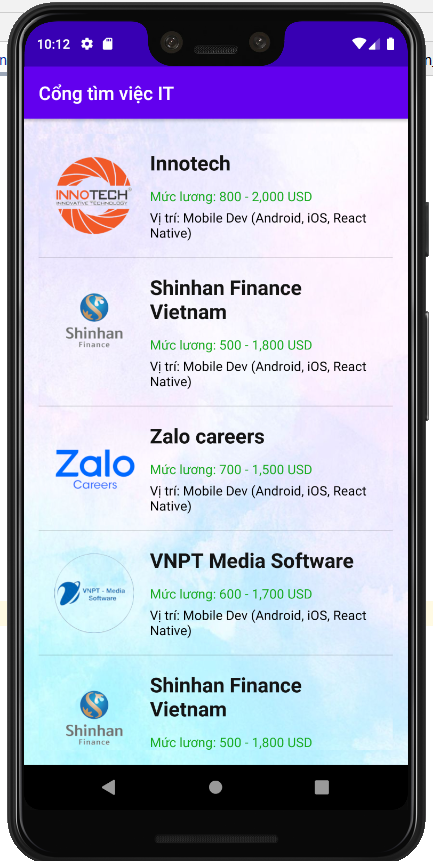 10:12
Cổng tìm việc IT
INNOTECH
INNOVATIVE TECHNOLOGY
Innotech
Mức lương: 800 - 2,000 USD
Vị trí: Mobile Dev (Android, iOS, React
Native)
Shinhan
Finance
Shinhan Finance
Vietnam
Mức lương: 500 - 1,800 USD
Vị trí: Mobile Dev (Android, iOS, React
Native)
Zalo
Careers
Zalo careers
Mức lương: 700 - 1,500 USD
Vị trí: Mobile Dev (Android, iOS, React
Native)
VNPT - Media
Software
VNPT Media Software
Mức lương: 600 - 1,700 USD
Vị trí: Mobile Dev (Android, iOS, React
Native)
Shinhan
Finance
Shinhan Finance
Vietnam
Mức lương: 500 - 1,800 USD